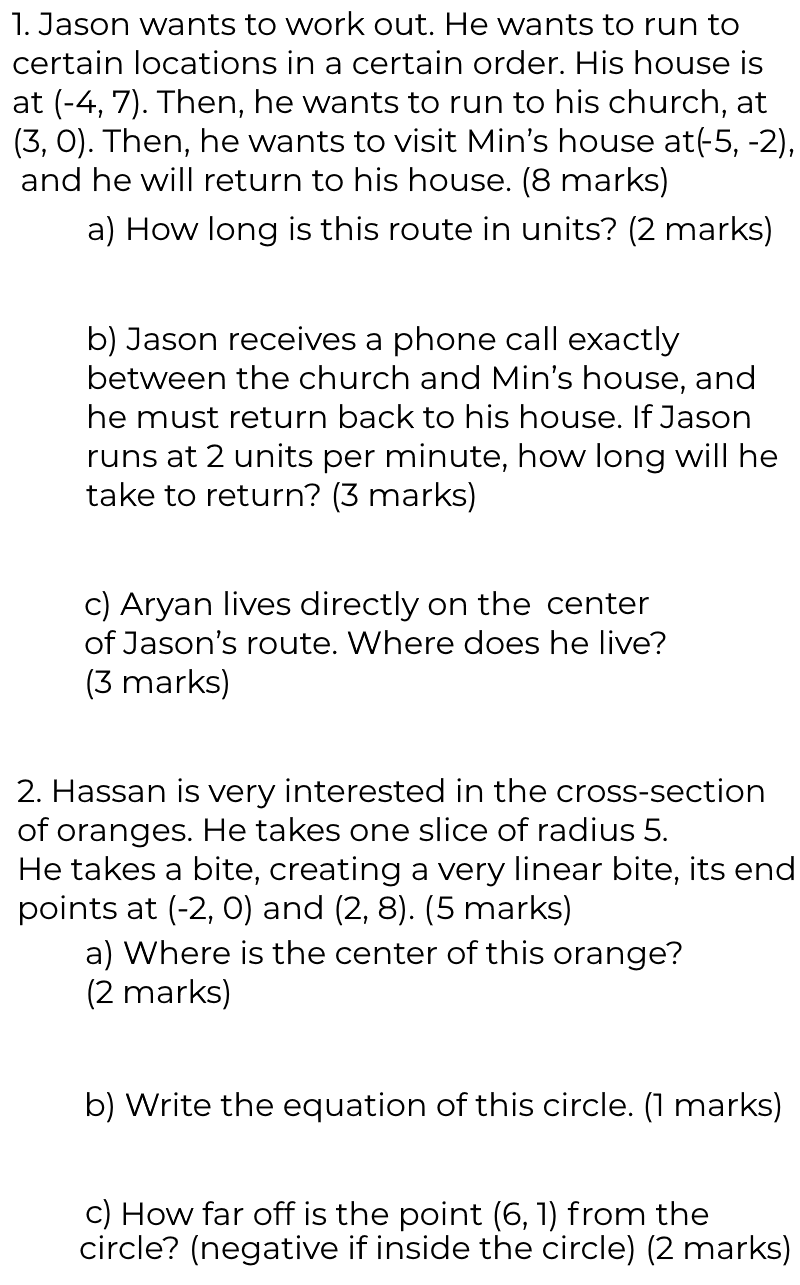 1. Jason wants to work out. He wants to run to
certain locations in a certain order. His house is
at (-4, 7). Then, he wants to run to his church, at
(3, 0). Then, he wants to visit Min's house at(-5, -2),
and he will return to his house. (8 marks)
a) How long is this route in units? (2 marks)
b) Jason receives a phone call exactly
between the church and Min's house, and
he must return back to his house. If Jason
runs at 2 units per minute, how long will he
take to return? (3 marks)
c) Aryan lives directly on the center
of Jason's route. Where does he live?
(3 marks)
2. Hassan is very interested in the cross-section
of oranges. He takes one slice of radius 5.
He takes a bite, creating a very linear bite, its end
points at (-2, 0) and (2, 8). (5 marks)
a) Where is the center of this orange?
(2 marks)
b) Write the equation of this circle. (1 marks)
c) How far off is the point (6, 1) from the
circle? (negative if inside the circle) (2 marks)